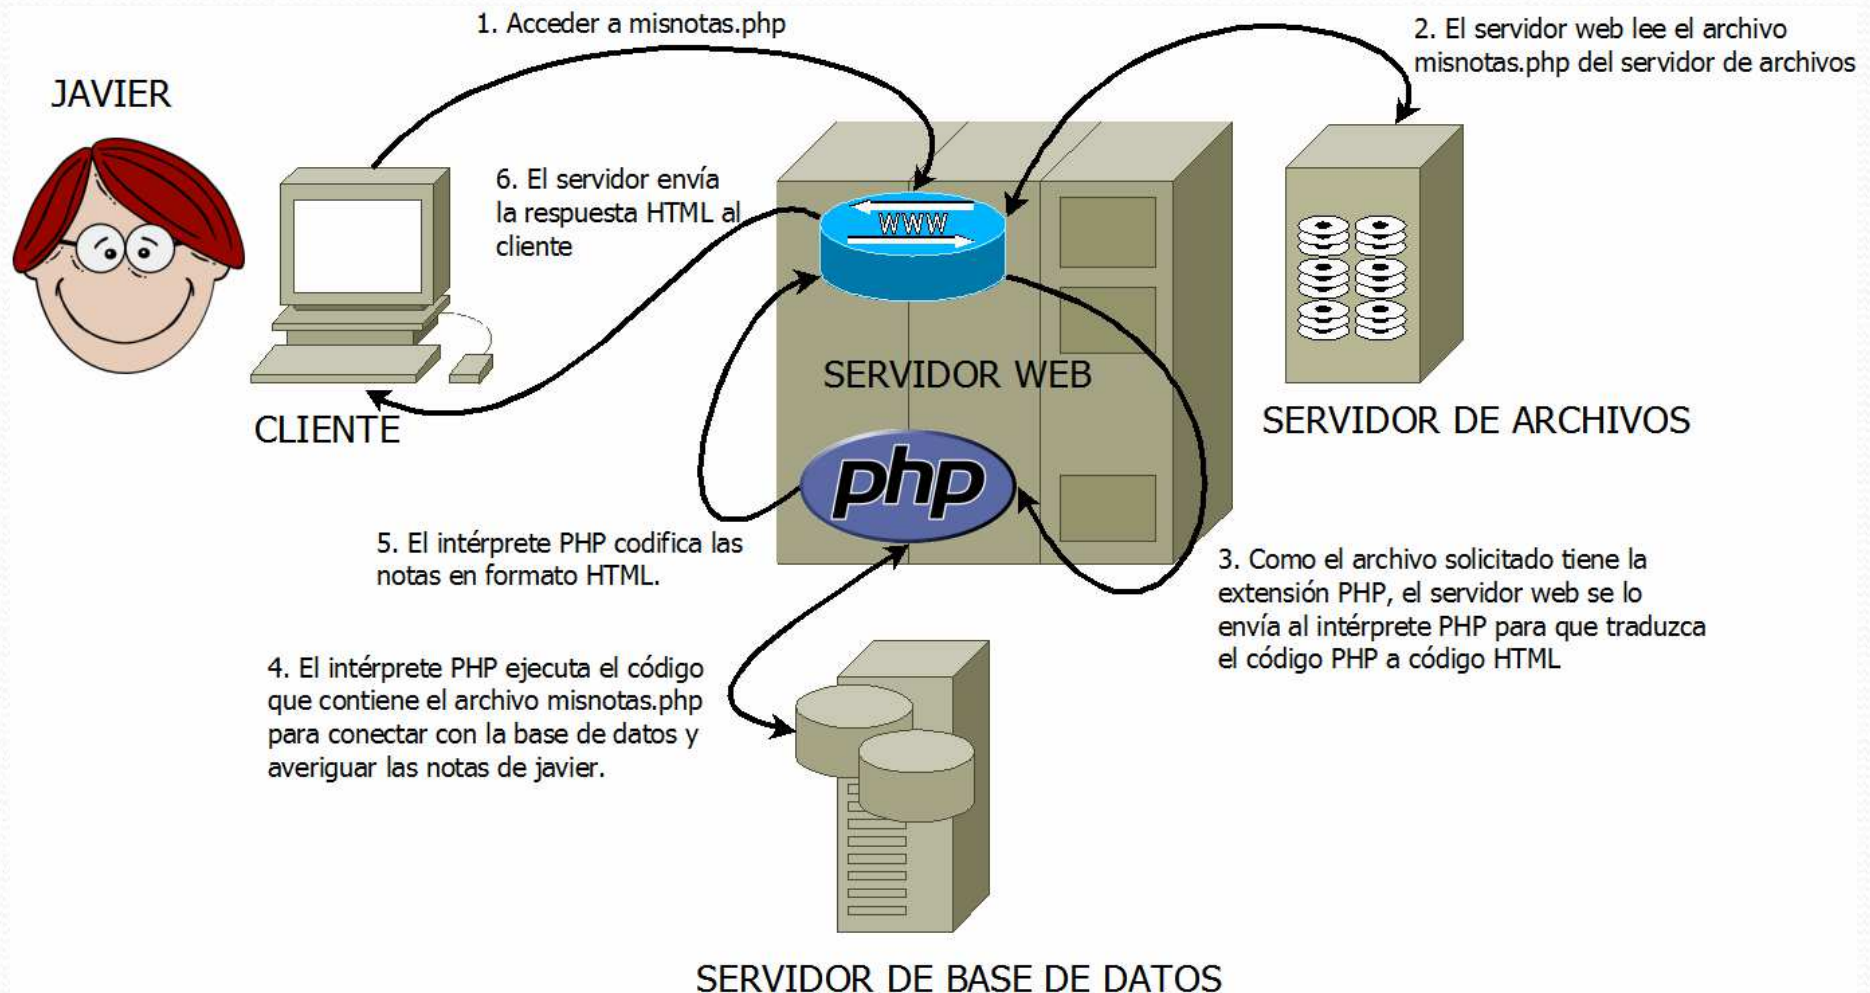 1. Acceder a misnotas.php
2. El servidor web lee el archivo
misnotas.php del servidor de archivos
JAVIER
6. El servidor envía
la respuesta HTML al
cliente
WWW
SERVIDOR WEB
CLIENTE
SERVIDOR DE ARCHIVOS
php
5. El intérprete PHP codifica las
notas en formato HTML.
3. Como el archivo solicitado tiene la
extensión PHP, el servidor web se lo
envía al intérprete PHP para que traduzca
el código PHP a código HTML
4. El intérprete PHP ejecuta el código
que contiene el archivo misnotas.php
para conectar con la base de datos y
averiguar las notas de javier.
SERVIDOR DE BASE DE DATOS